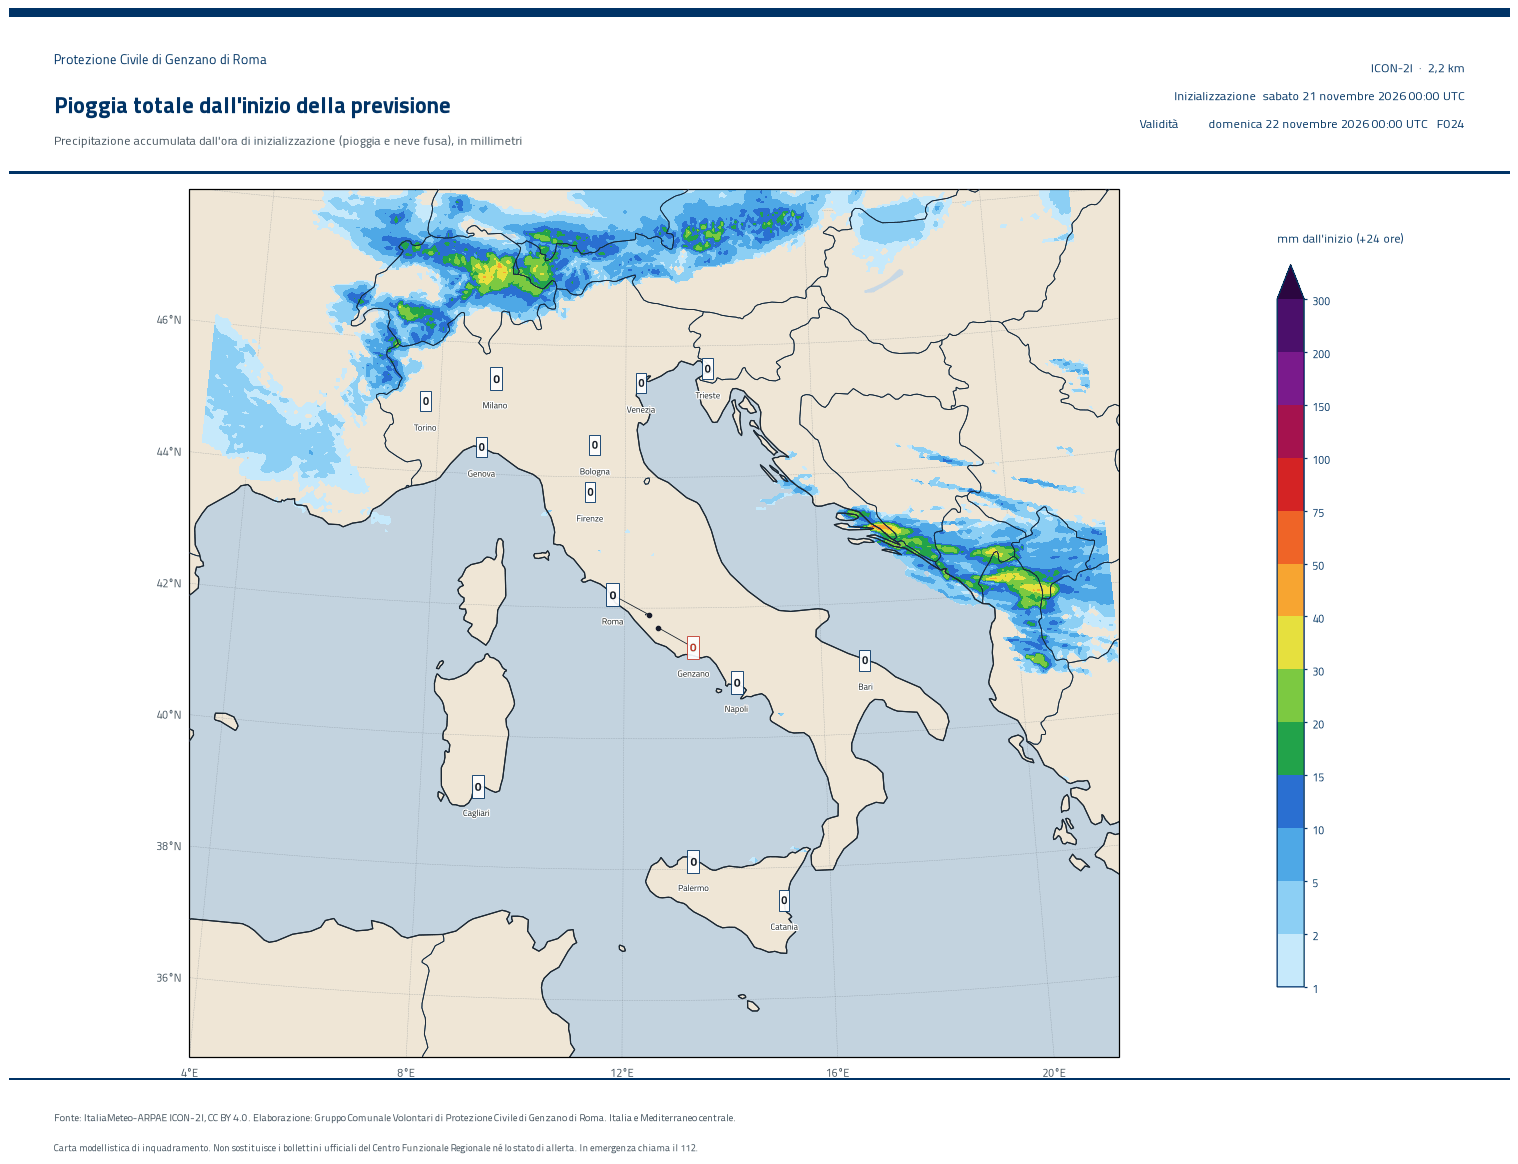 Protezione Civile di Genzano di Roma
Pioggia totale dall'inizio della previsione
Precipitazione accumulata dall'ora di inizializzazione (pioggia e neve fusa), in millimetri
ICON-2I · 2,2 km
Inizializzazione sabato 21 novembre 2026 00:00 UTC
Validità domenica 22 novembre 2026 00:00 UTC F024
mm dall'inizio (+24 ore)
300
200
150
100
75
50
40
30
20
15
10
5
2
1
46°N
44°N
42°N
40°N
38°N
36°N
4°E
8°E
12°E
16°E
20°E
0
Trieste
0
Milano
0
Venezia
0
Torino
0
Genova
0
Bologna
0
Firenze
0
Roma
0
Genzano
0
Bari
0
Napoli
0
Cagliari
0
Palermo
0
Catania
Fonte: ItaliaMeteo-ARPAE ICON-2I, CC BY 4.0. Elaborazione: Gruppo Comunale Volontari di Protezione Civile di Genzano di Roma. Italia e Mediterraneo centrale.
Carta modellistica di inquadramento. Non sostituisce i bollettini ufficiali del Centro Funzionale Regionale né lo stato di allerta. In emergenza chiama il 112.